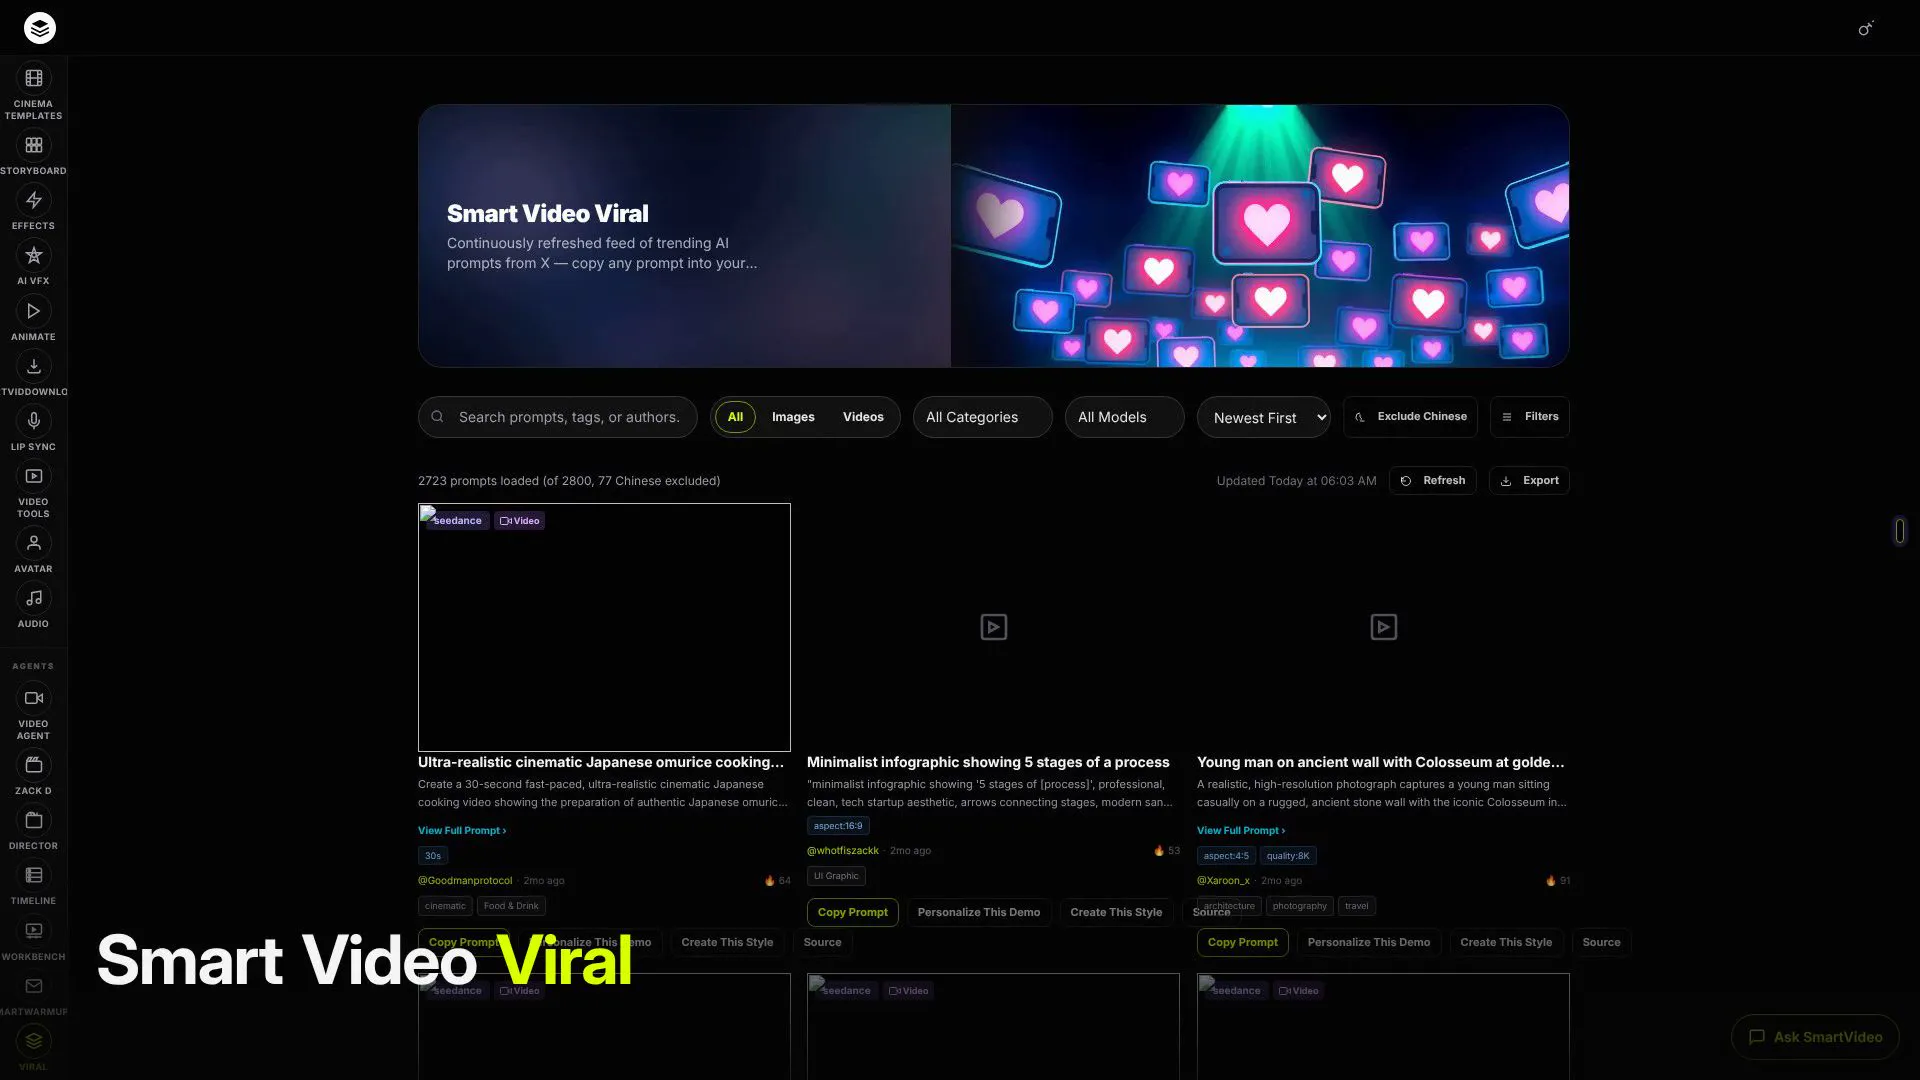 CINEMA
TEMPLATES
STORYBOARD
EFFECTS
AI VFX
ANIMATE
TVIDDOWNLO
LIP SYNC
VIDEO
TOOLS
AVATAR
AUDIO
AGENTS
VIDEO
AGENT
ZACK D
DIRECTOR
TIMELINE
WORKBENCH
MARTWARMUP
VIRAL
Smart Video Viral
Continuously refreshed feed of trending AI
prompts from X — copy any prompt into your...
Search prompts, tags, or authors.
All Images Videos
All Categories
All Models
Newest First
Exclude Chinese
Filters
2723 prompts loaded (of 2800, 77 Chinese excluded)
Updated Today at 06:03 AM
Refresh
Export
seedance Video
Ultra-realistic cinematic Japanese omurice cooking...
Create a 30-second fast-paced, ultra-realistic cinematic Japanese
cooking video showing the preparation of authentic Japanese omuric...
View Full Prompt ›
30s
@Goodmanprotocol · 2mo ago 64
cinematic Food & Drink
Copy Prompt Personalize This Demo Create This Style Source
Minimalist infographic showing 5 stages of a process
"minimalist infographic showing '5 stages of [process]', professional,
clean, tech startup aesthetic, arrows connecting stages, modern san...
aspect:16:9
@whotfiszackk · 2mo ago 53
UI Graphic
Copy Prompt Personalize This Demo Create This Style Source
Young man on ancient wall with Colosseum at golde...
A realistic, high-resolution photograph captures a young man sitting
casually on a rugged, ancient stone wall with the iconic Colosseum in...
View Full Prompt ›
aspect:4:5 quality:8K
@Xaroon_x · 2mo ago 91
architecture photography travel
Copy Prompt Personalize This Demo Create This Style Source
Smart Video Viral
seedance Video
seedance Video
seedance Video
Ask SmartVideo